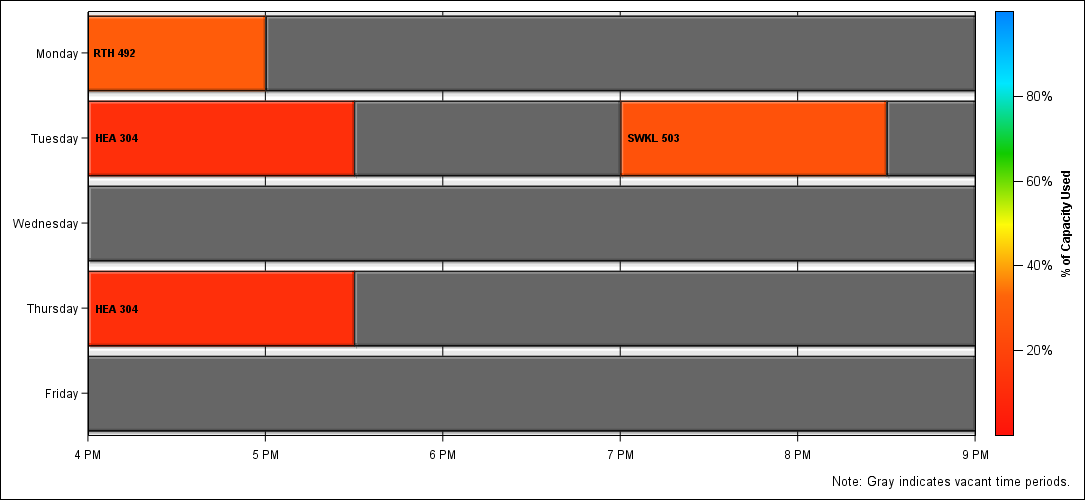 Monday
RTH 492
Tuesday
HEA 304
SWKL 503
Wednesday
Thursday
HEA 304
Friday
4 PM
5 PM
6 PM
7 PM
8 PM
9 PM
80%
60%
40%
20%
% of Capacity Used
Note: Gray indicates vacant time periods.